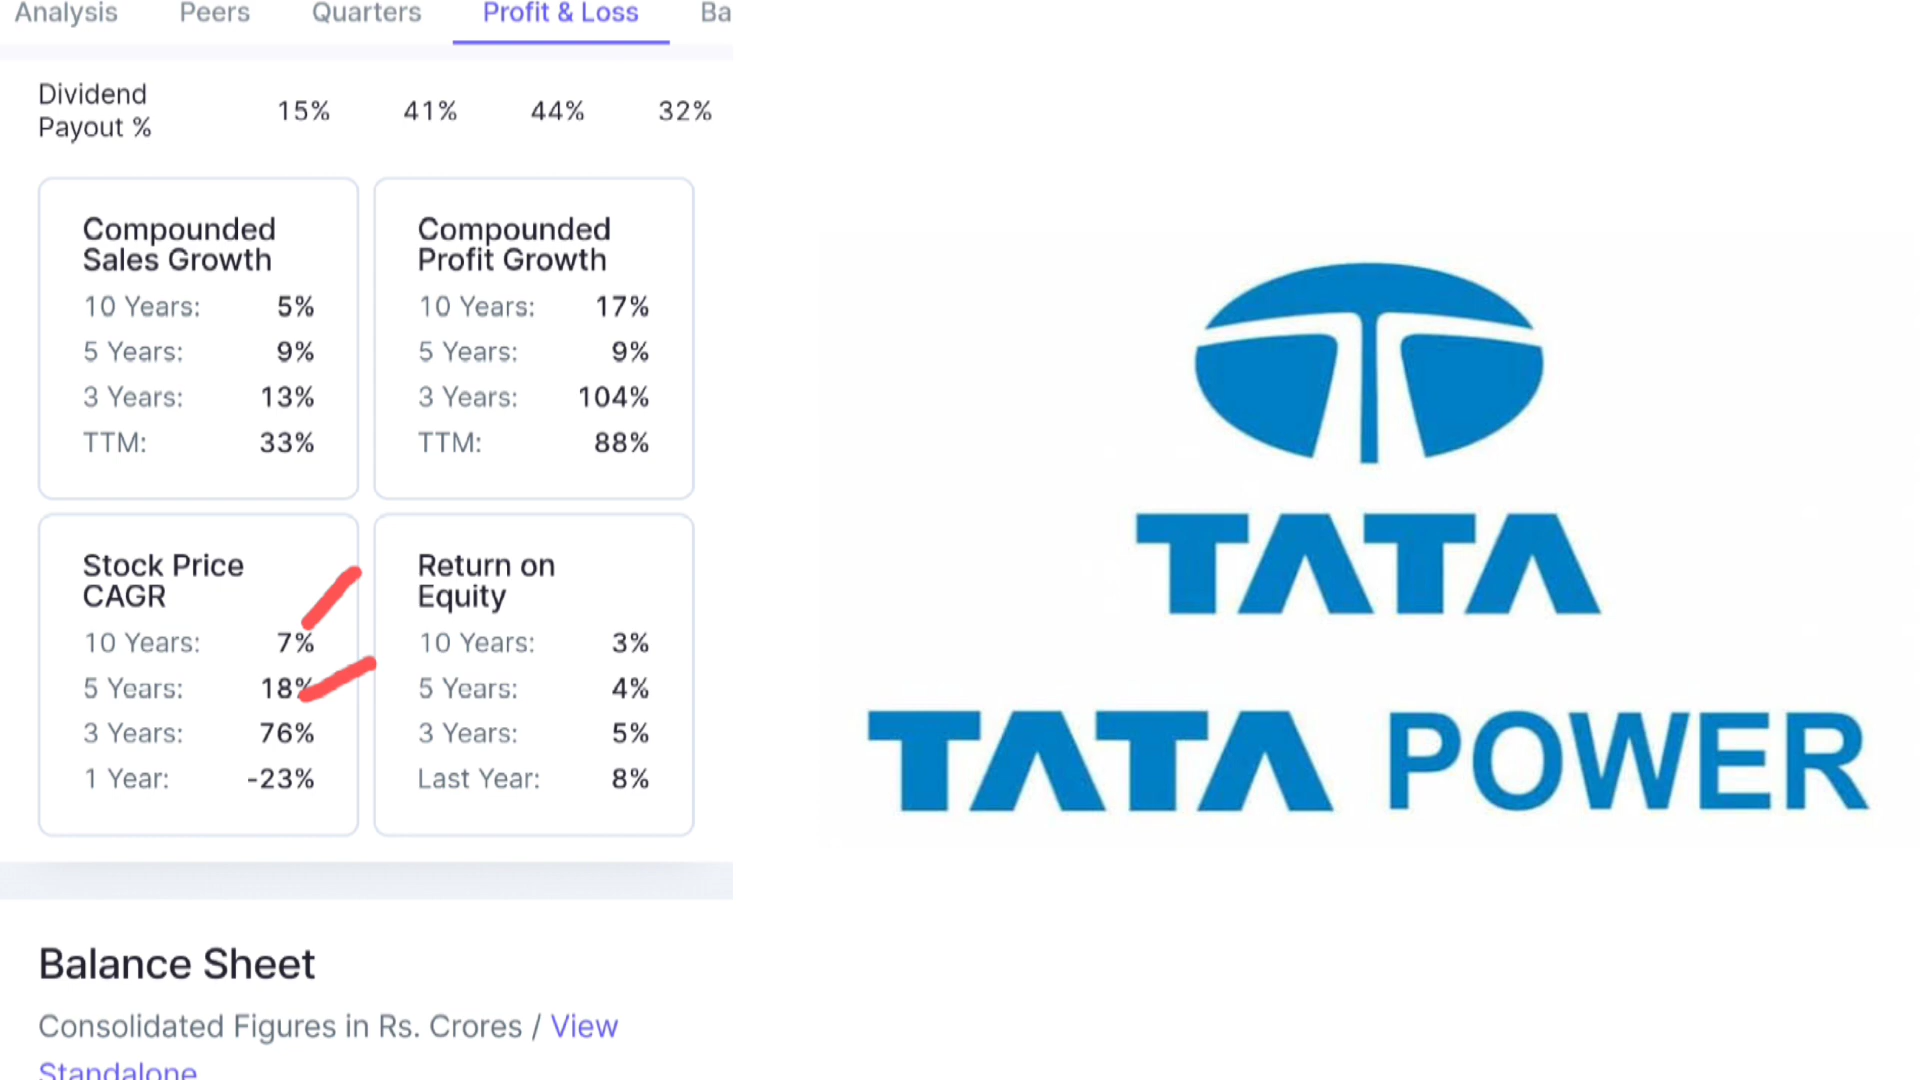 Analysis Peers Quarters Profit & Loss Ba
Dividend
Payout % 15% 41% 44% 32%
Compounded
Sales Growth
10 Years: 5%
5 Years: 9%
3 Years: 13%
TTM: 33%
Compounded
Profit Growth
10 Years: 17%
5 Years: 9%
3 Years: 104%
TTM: 88%
Stock Price
CAGR
10 Years: 7%
5 Years: 18%
3 Years: 76%
1 Year: -23%
Return on
Equity
10 Years: 3%
5 Years: 4%
3 Years: 5%
Last Year: 8%
Balance Sheet
Consolidated Figures in Rs. Crores / View
Standalone
TATA
TATA POWER